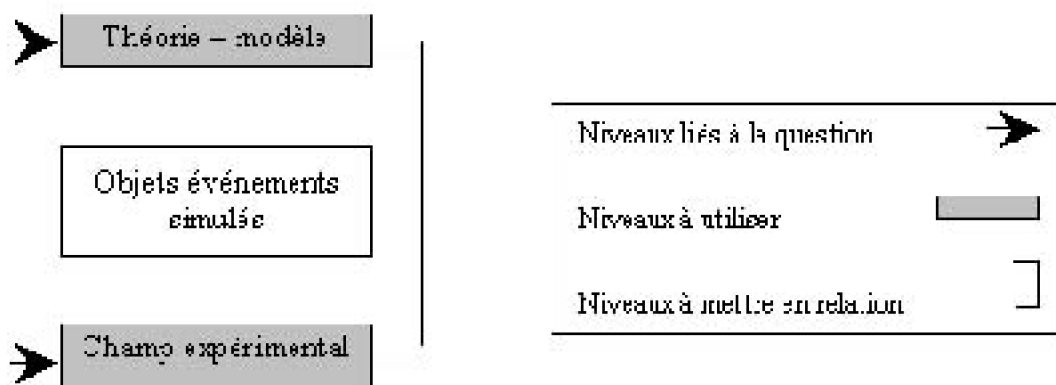 Théorie – modèle
Objets événements
simulés
Champ expérimental
Niveaux liés à la question
Niveaux à utiliser
Niveaux à mettre en relation